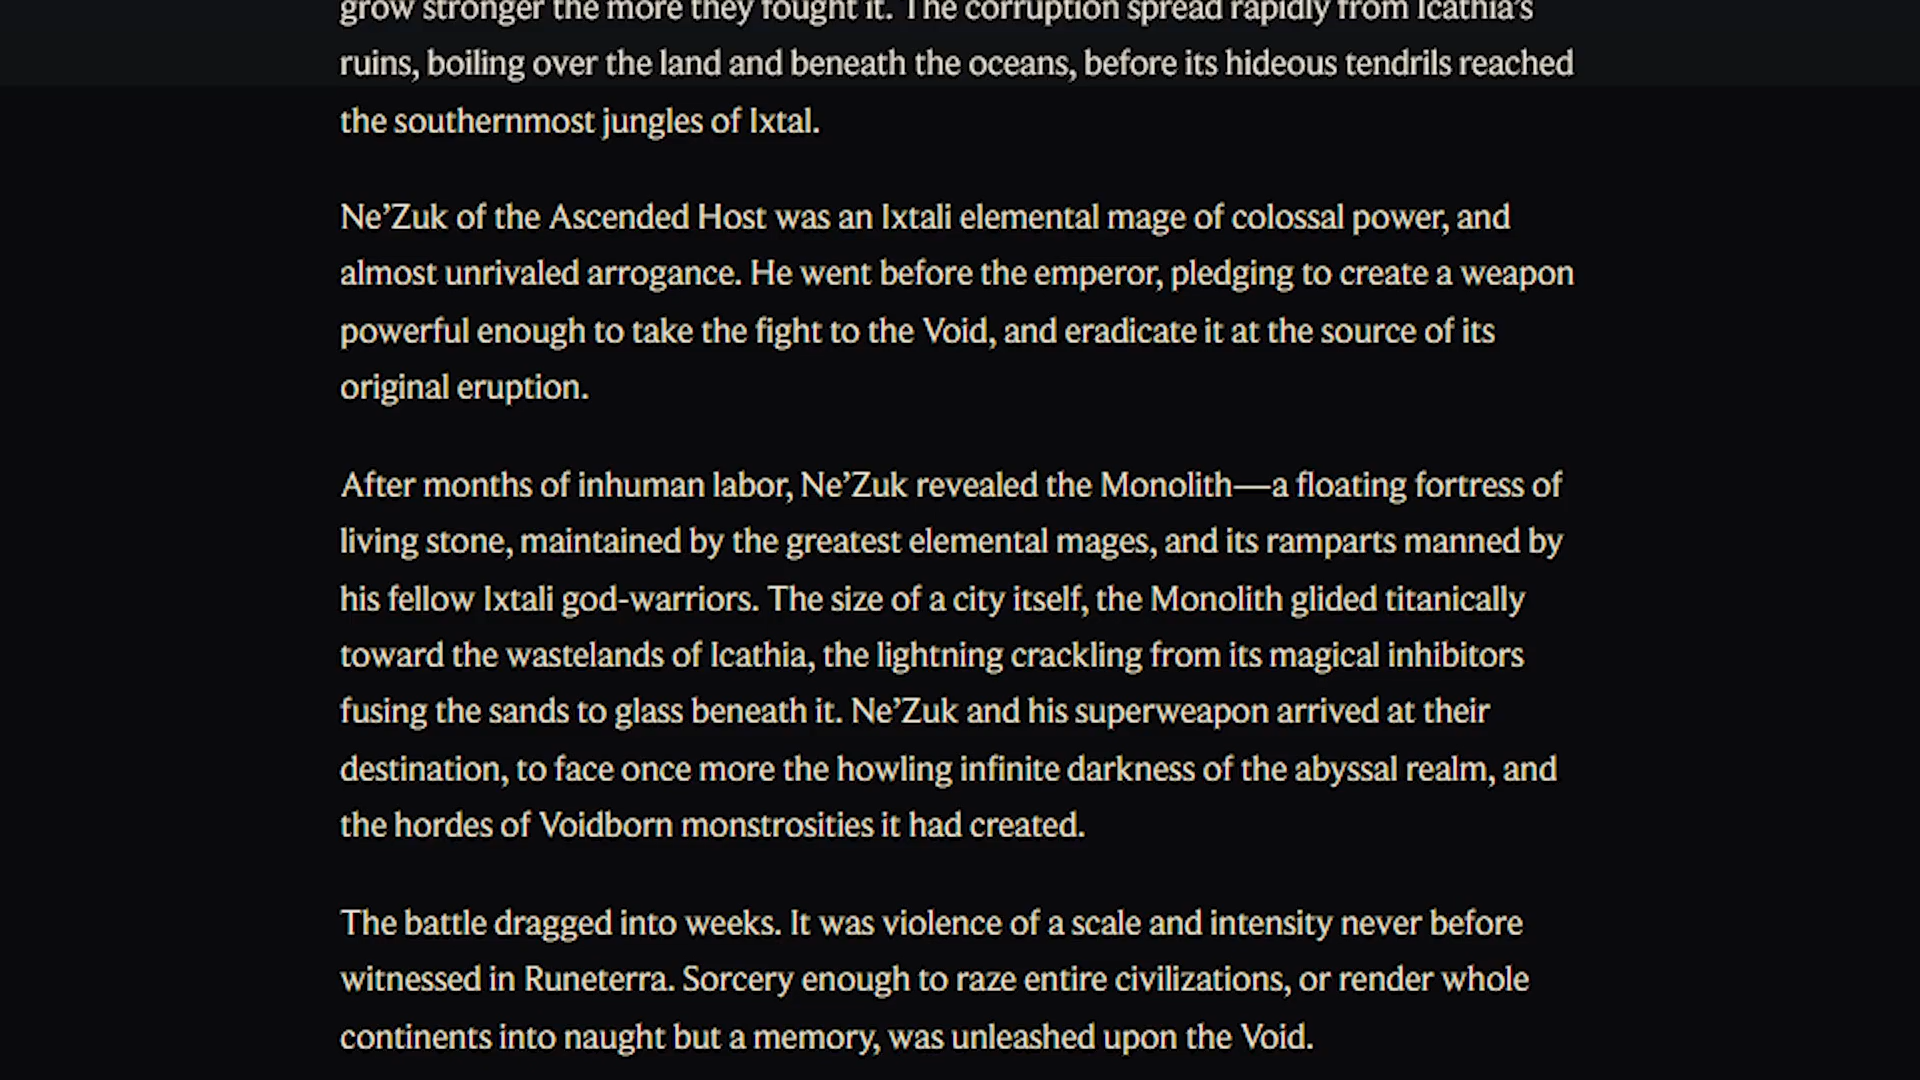 grow stronger the more they fought it. The corruption spread rapidly from Icathia’s
ruins, boiling over the land and beneath the oceans, before its hideous tendrils reached
the southernmost jungles of Ixtal.
Ne’Zuk of the Ascended Host was an Ixtali elemental mage of colossal power, and
almost unrivaled arrogance. He went before the emperor, pledging to create a weapon
powerful enough to take the fight to the Void, and eradicate it at the source of its
original eruption.
After months of inhuman labor, Ne’Zuk revealed the Monolith—a floating fortress of
living stone, maintained by the greatest elemental mages, and its ramparts manned by
his fellow Ixtali god-warriors. The size of a city itself, the Monolith glided titanically
toward the wastelands of Icathia, the lightning crackling from its magical inhibitors
fusing the sands to glass beneath it. Ne’Zuk and his superweapon arrived at their
destination, to face once more the howling infinite darkness of the abyssal realm, and
the hordes of Voidborn monstrosities it had created.
The battle dragged into weeks. It was violence of a scale and intensity never before
witnessed in Runeterra. Sorcery enough to raze entire civilizations, or render whole
continents into naught but a memory, was unleashed upon the Void.